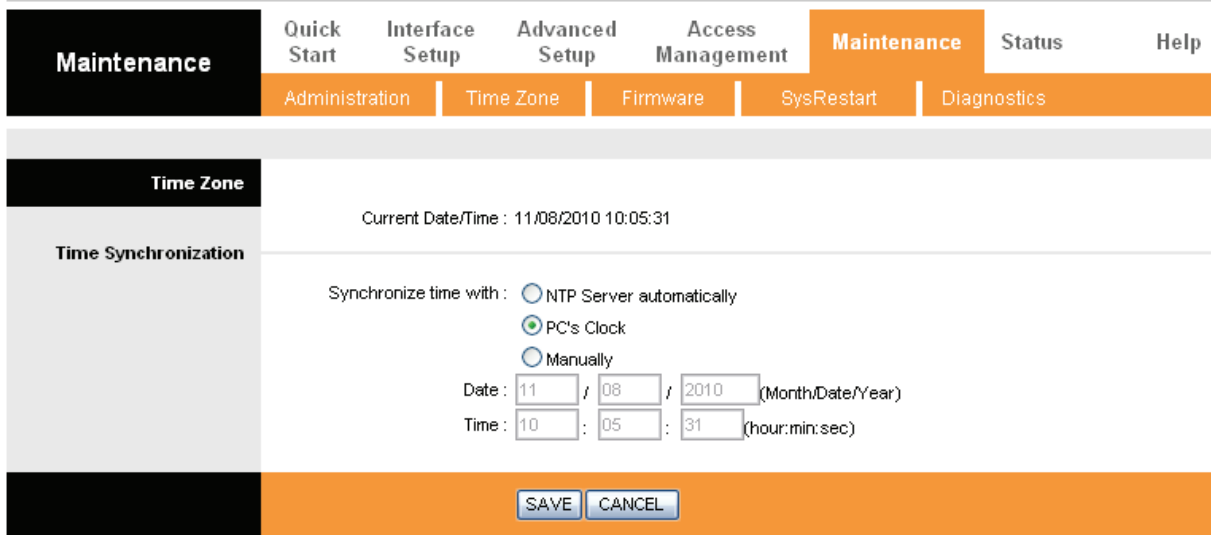 Maintenance
Quick Start
Interface Setup
Advanced Setup
Access Management
Maintenance
Status
Help
Administration
Time Zone
Firmware
SysRestart
Diagnostics
Time Zone
Current Date/Time : 11/08/2010 10:05:31
Time Synchronization
Synchronize time with : NTP Server automatically
PC's Clock
Manually
Date : 11 / 08 / 2010 (Month/Date/Year)
Time : 10 : 05 : 31 (hour:min:sec)
SAVE CANCEL